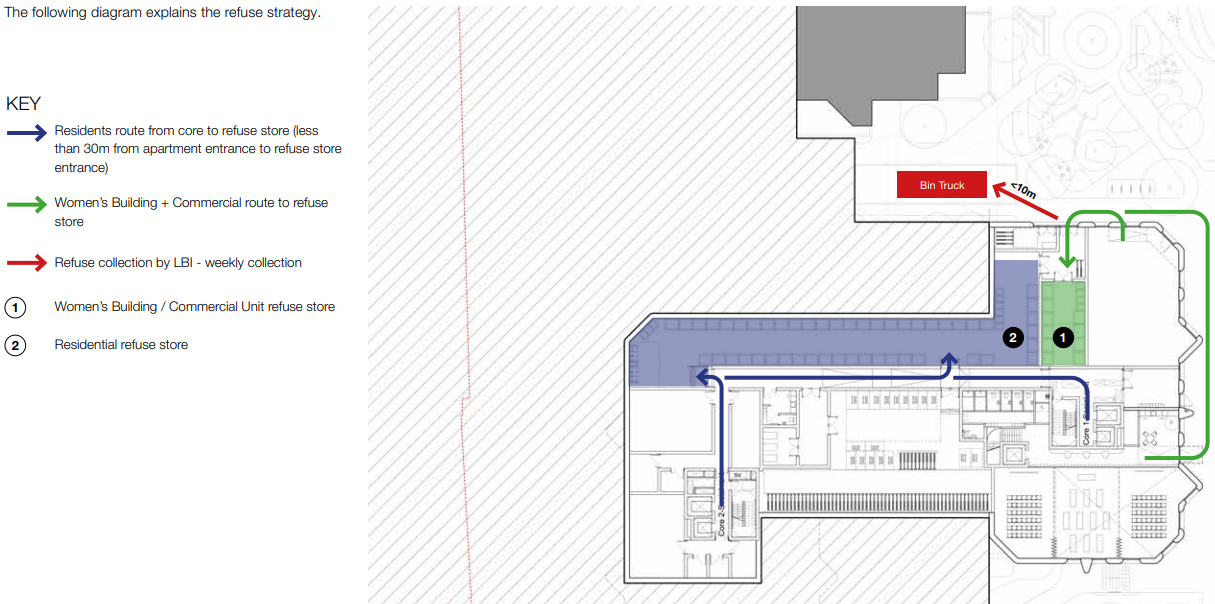 The following diagram explains the refuse strategy.
KEY
Residents route from core to refuse store (less
than 30m from apartment entrance to refuse store
entrance)
Women's Building + Commercial route to refuse
store
Refuse collection by LBI - weekly collection
1
Women's Building / Commercial Unit refuse store
2
Residential refuse store
Bin Truck
<10m
2
1
Core 1
SV
Core 2